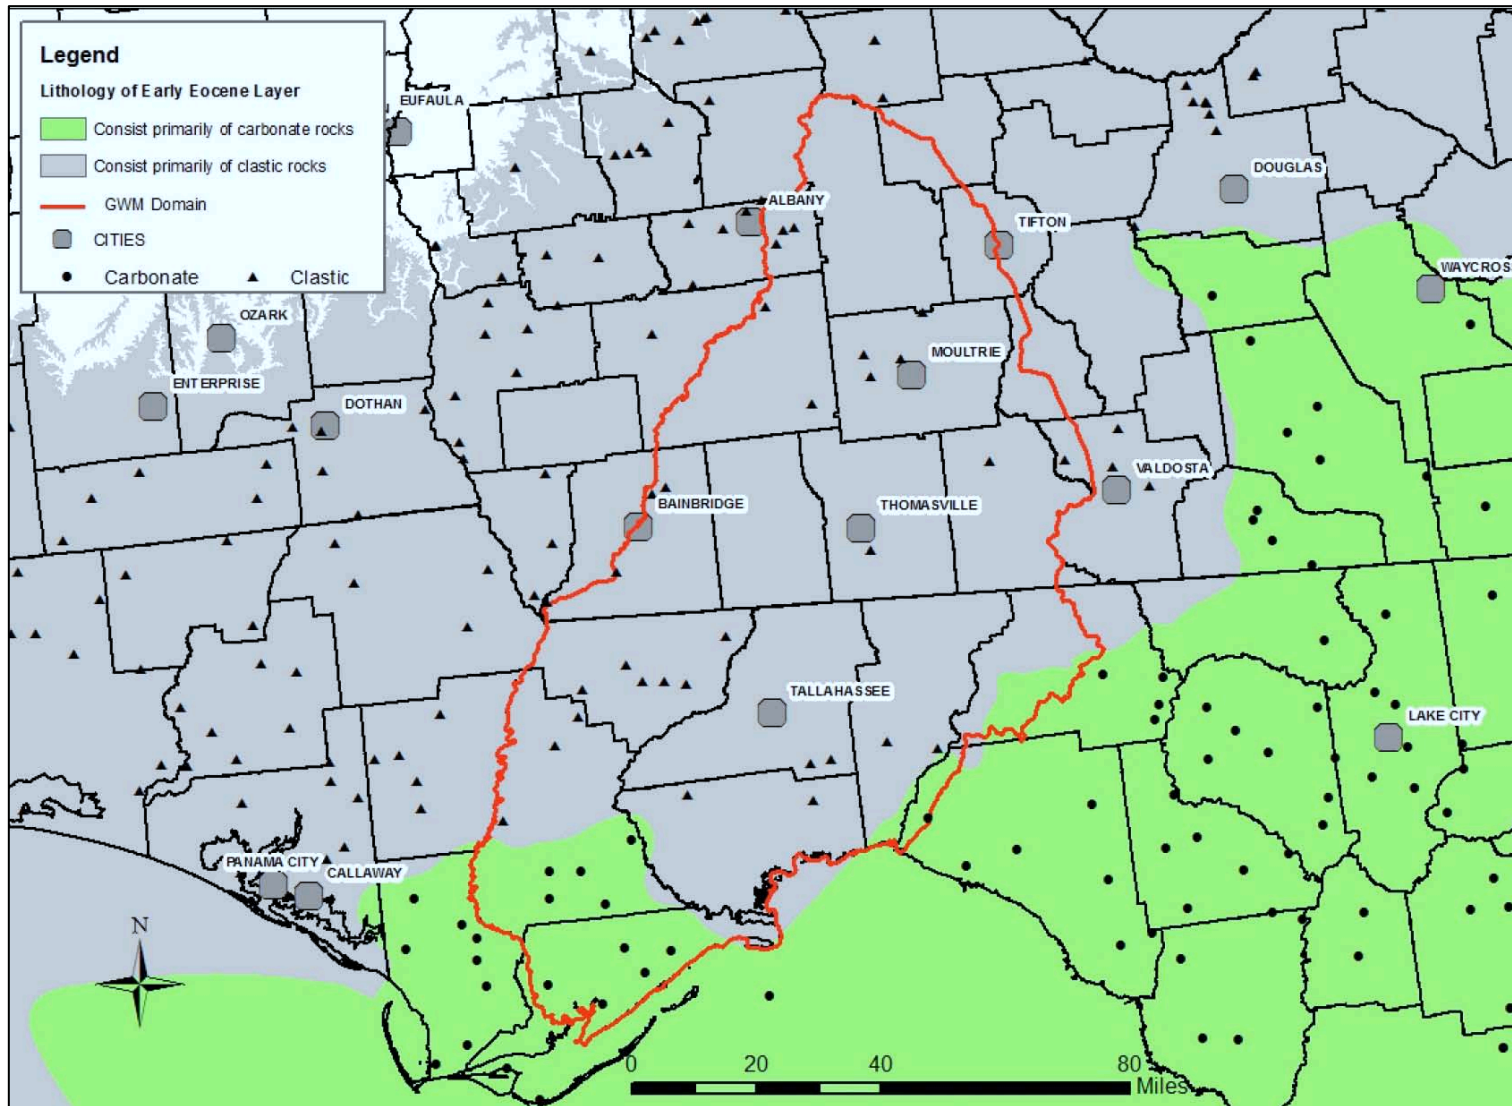 Legend
Lithology of Early Eocene Layer
Consist primarily of carbonate rocks
Consist primarily of clastic rocks
GWM Domain
CITIES
Carbonate Clastic
EUFAULA
DOUGLAS
ALBANY
TIFTON
WAYCROSS
OZARK
MOULTRIE
ENTERPRISE
DOTHAN
VALDOSTA
BAINBRIDGE
THOMASVILLE
TALLAHASSEE
LAKE CITY
PANAMA CITY
CALLAWAY
N
0 20 40 80
Miles